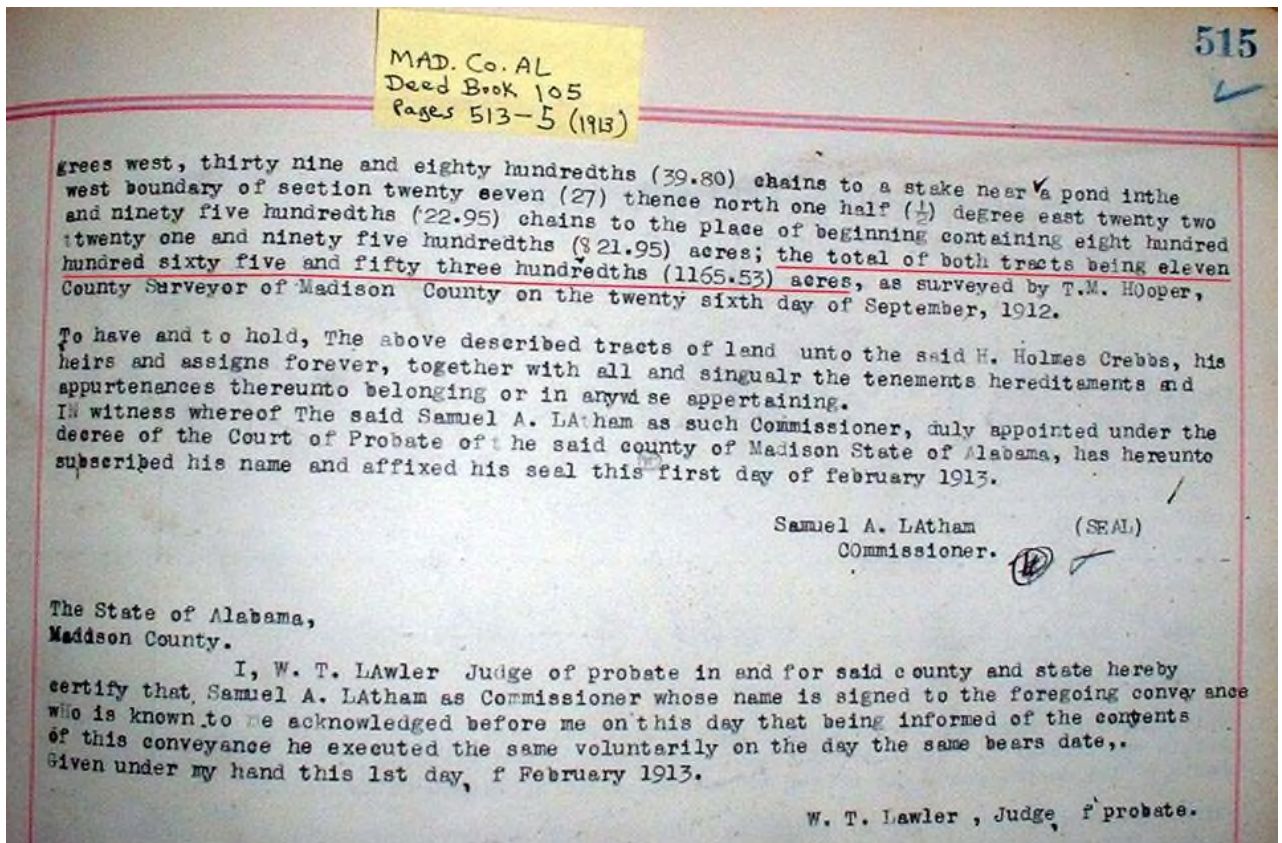 515
MAD. Co. AL
Deed Book 105
Pages 513-5 (1913)
grees west, thirty nine and eighty hundredths (39.80) chains to a stake near a pond inthe
west boundary of section twenty seven (27) thence north one half (½) degree east twenty two
and ninety five hundredths (22.95) chains to the place of beginning containing eight hundred
twenty one and ninety five hundredths (821.95) acres; the total of both tracts being eleven
hundred sixty five and fifty three hundredths (1165.53) acres, as surveyed by T.M. HOoper,
County Surveyor of Madison County on the twenty sixth day of September, 1912.
To have and to hold, The above described tracts of land unto the said H. Holmes Crebbs, his
heirs and assigns forever, together with all and singualr the tenements hereditaments and
appurtenances thereunto belonging or in anywise appertaining.
IN witness whereof The said Samuel A. LAtham as such Commissioner, duly appointed under the
decree of the Court of Probate oft he said county of Madison State of Alabama, has hereunto
subscribed his name and affixed his seal this first day of february 1913.
Samuel A. LAtham (SEAL)
COmmissioner.
The State of Alabama,
Maddson County.
I, W. T. LAwler Judge of probate in and for said county and state hereby
certify that Samuel A. LAtham as Commissioner whose name is signed to the foregoing convey ance
who is known to me acknowledged before me on this day that being informed of the contents
of this conveyance he executed the same voluntarily on the day the same bears date,.
Given under my hand this 1st day, f February 1913.
W. T. Lawler , Judge, f probate.